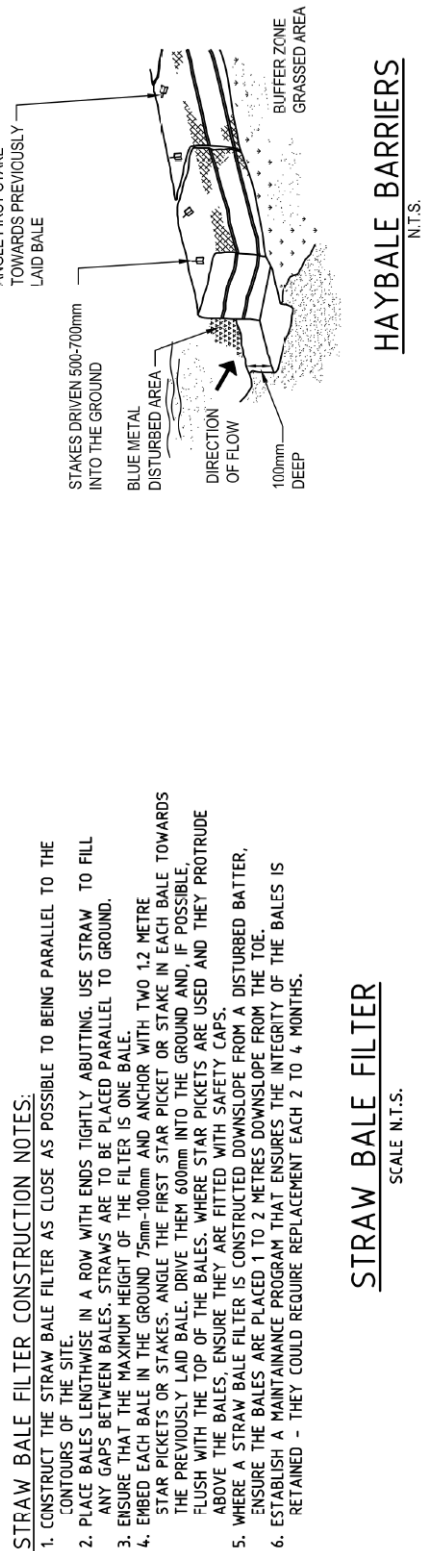 STRAW BALE FILTER CONSTRUCTION NOTES:
1. CONSTRUCT THE STRAW BALE FILTER AS CLOSE AS POSSIBLE TO BEING PARALLEL TO THE
CONTOURS OF THE SITE.
2. PLACE BALES LENGTHWISE IN A ROW WITH ENDS TIGHTLY ABUTTING. USE STRAW TO FILL
ANY GAPS BETWEEN BALES. STRAWS ARE TO BE PLACED PARALLEL TO GROUND.
3. ENSURE THAT THE MAXIMUM HEIGHT OF THE FILTER IS ONE BALE.
4. EMBED EACH BALE IN THE GROUND 75mm-100mm AND ANCHOR WITH TWO 1.2 METRE
STAR PICKETS OR STAKES. ANGLE THE FIRST STAR PICKET OR STAKE IN EACH BALE TOWARDS
THE PREVIOUSLY LAID BALE. DRIVE THEM 600mm INTO THE GROUND AND, IF POSSIBLE,
FLUSH WITH THE TOP OF THE BALES. WHERE STAR PICKETS ARE USED AND THEY PROTRUDE
ABOVE THE BALES, ENSURE THEY ARE FITTED WITH SAFETY CAPS.
5. WHERE A STRAW BALE FILTER IS CONSTRUCTED DOWNSLOPE FROM A DISTURBED BATTER,
ENSURE THE BALES ARE PLACED 1 TO 2 METRES DOWNSLOPE FROM THE TOE.
6. ESTABLISH A MAINTAINANCE PROGRAM THAT ENSURES THE INTEGRITY OF THE BALES IS
RETAINED - THEY COULD REQUIRE REPLACEMENT EACH 2 TO 4 MONTHS.
STRAW BALE FILTER
SCALE N.T.S.
ANGLE FIRST STAKE
TOWARDS PREVIOUSLY
LAID BALE
STAKES DRIVEN 500-700mm
INTO THE GROUND
BLUE METAL
DISTURBED AREA
DIRECTION
OF FLOW
100mm
DEEP
BUFFER ZONE
GRASSED AREA
HAYBALE BARRIERS
N.T.S.